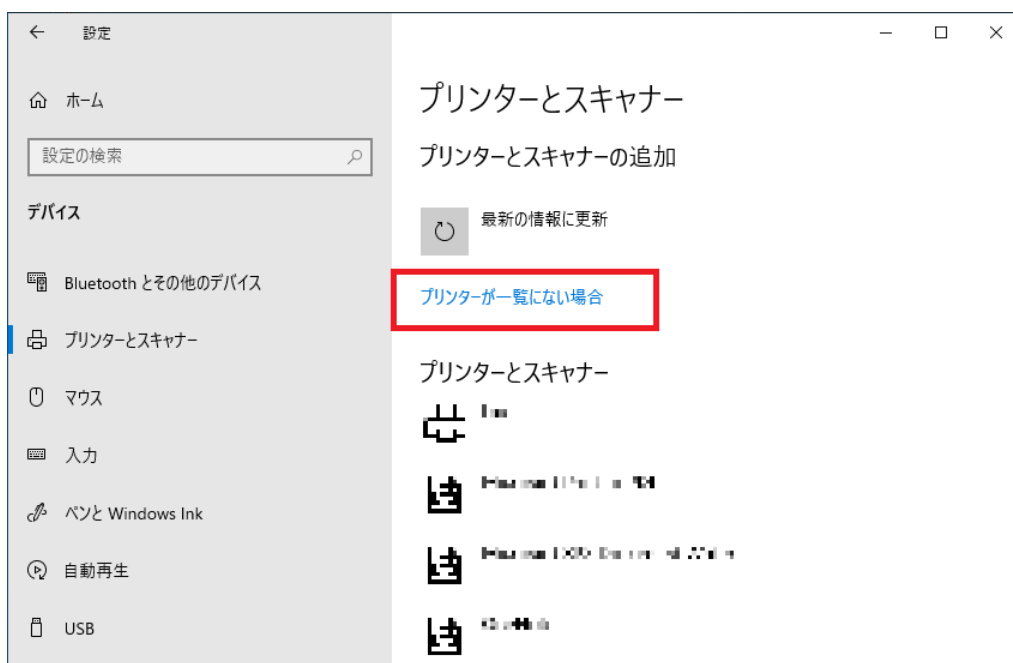 設定
ホーム
設定の検索
デバイス
Bluetooth とその他のデバイス
プリンターとスキャナー
マウス
入力
ペンと Windows Ink
自動再生
USB
プリンターとスキャナー
プリンターとスキャナーの追加
最新の情報に更新
プリンターが一覧にない場合
プリンターとスキャナー